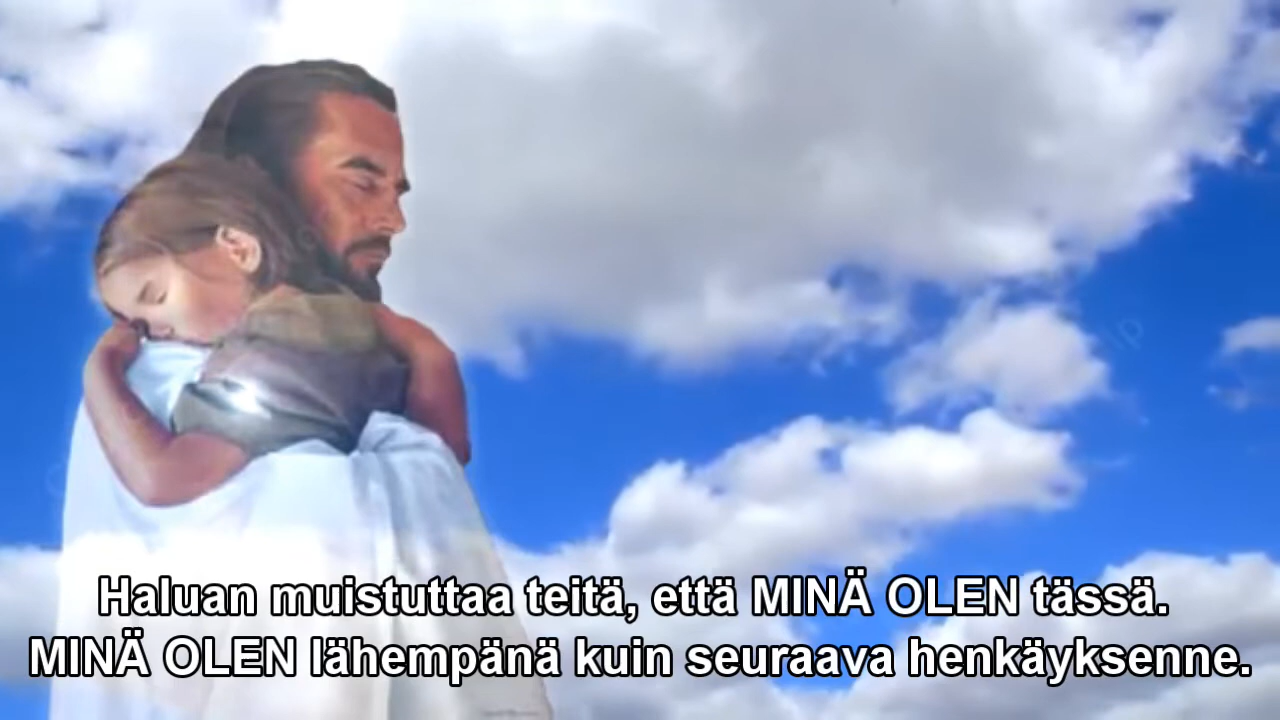 Haluan muistuttaa teitä, että MINÄ OLEN tässä.
MINÄ OLEN lähempänä kuin seuraava henkäyksenne.